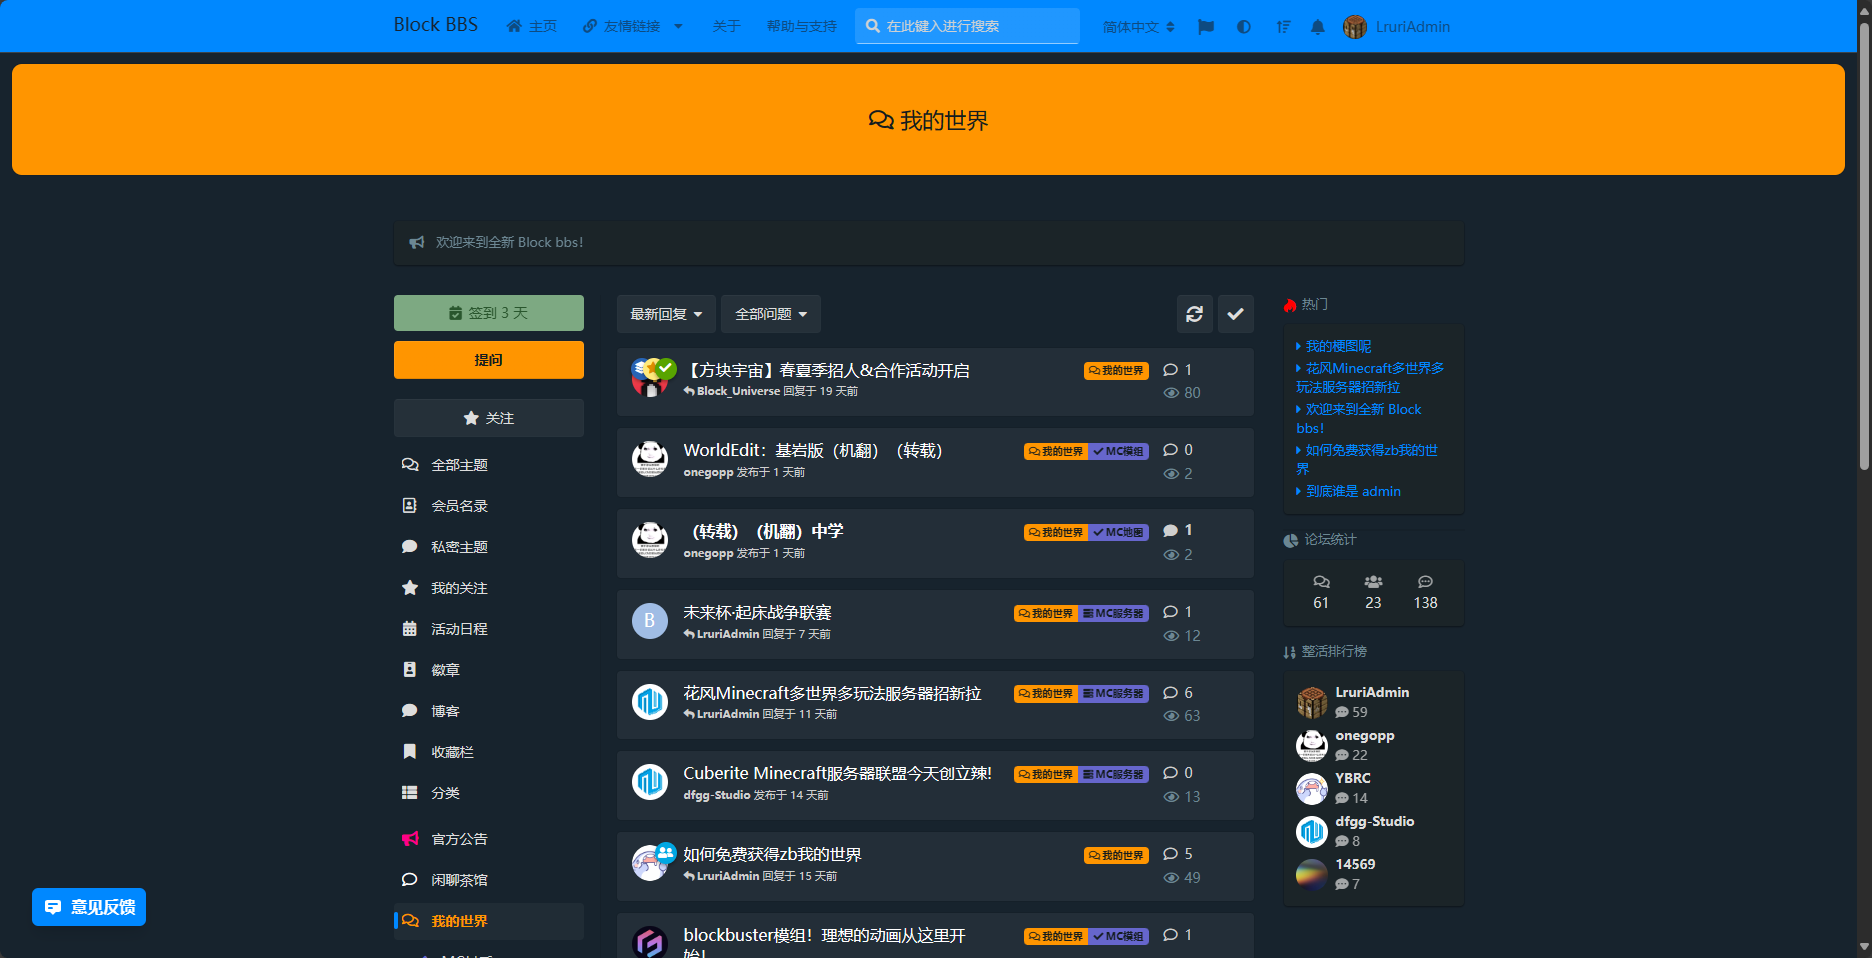 Block BBS
主页
友情链接
关于
帮助与支持
在此键入进行搜索
简体中文
LruriAdmin
我的世界
欢迎来到全新 Block bbs！
签到 3 天
提问
关注
全部主题
会员名录
私密主题
我的关注
活动日程
徽章
博客
收藏栏
分类
官方公告
闲聊茶馆
我的世界
意见反馈
最新回复
全部问题
【方块宇宙】春夏季招人&合作活动开启
Block_Universe 回复于 19 天前
我的世界
1
80
WorldEdit：基岩版（机翻）（转载）
onegopp 发布于 1 天前
我的世界 MC模组
0
2
（转载）（机翻）中学
onegopp 发布于 1 天前
我的世界 MC地图
1
2
B
未来杯·起床战争联赛
LruriAdmin 回复于 7 天前
我的世界 MC服务器
1
12
花风Minecraft多世界多玩法服务器招新拉
LruriAdmin 回复于 11 天前
我的世界 MC服务器
6
63
Cuberite Minecraft服务器联盟今天创立辣!
dfgg-Studio 发布于 14 天前
我的世界 MC服务器
0
13
如何免费获得zb我的世界
LruriAdmin 回复于 15 天前
我的世界
5
49
blockbuster模组！理想的动画从这里开
始！
我的世界 MC模组
1
热门
我的梗图呢
花风Minecraft多世界多
玩法服务器招新拉
欢迎来到全新 Block
bbs！
如何免费获得zb我的世
界
到底谁是 admin
论坛统计
61
23
138
整活排行榜
LruriAdmin
59
onegopp
22
YBRC
14
dfgg-Studio
8
14569
7